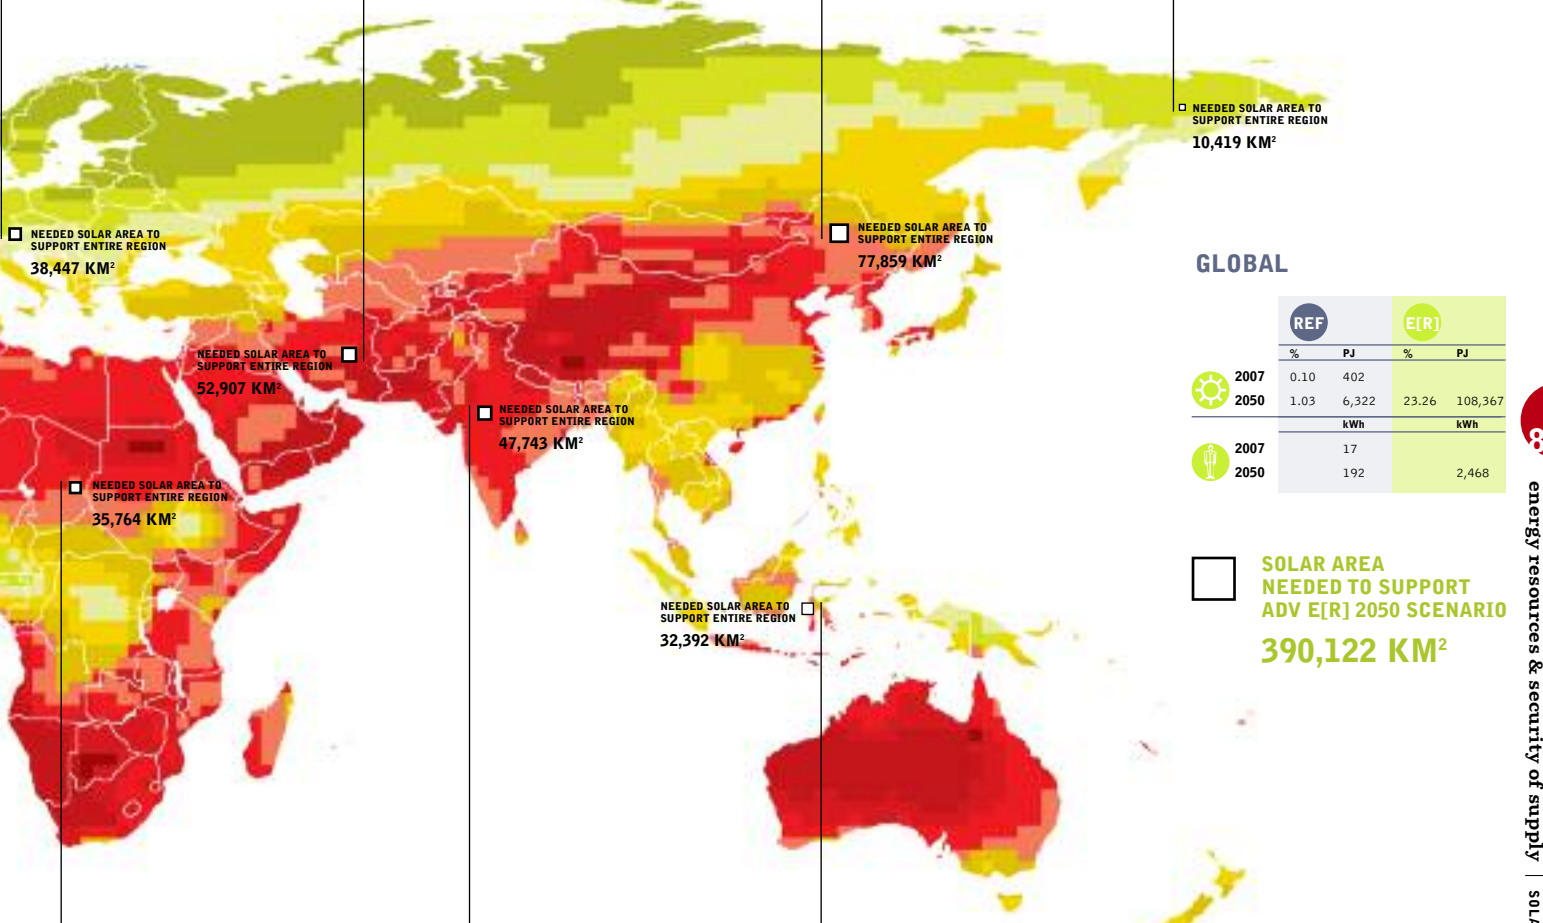 NEEDED SOLAR AREA TO
SUPPORT ENTIRE REGION
10,419 KM²
NEEDED SOLAR AREA TO
SUPPORT ENTIRE REGION
38,447 KM²
NEEDED SOLAR AREA TO
SUPPORT ENTIRE REGION
77,859 KM²
NEEDED SOLAR AREA TO
SUPPORT ENTIRE REGION
52,907 KM²
NEEDED SOLAR AREA TO
SUPPORT ENTIRE REGION
47,743 KM²
NEEDED SOLAR AREA TO
SUPPORT ENTIRE REGION
35,764 KM²
NEEDED SOLAR AREA TO
SUPPORT ENTIRE REGION
32,392 KM²
GLOBAL
REF E[R]
% PJ % PJ
2007 0.10 402
2050 1.03 6,322 23.26 108,367
kWh kWh
2007 17
2050 192 2,468
SOLAR AREA
NEEDED TO SUPPORT
ADV E[R] 2050 SCENARIO
390,122 KM²
8
energy resources & security of supply | SOLA